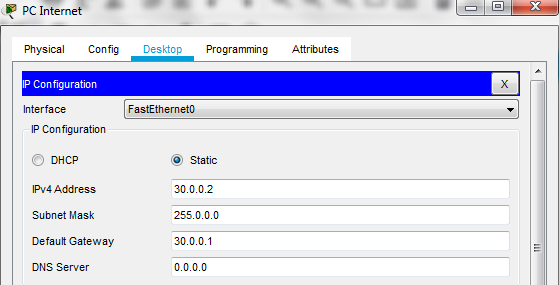 PC Internet
Physical Config Desktop Programming Attributes
IP Configuration X
Interface FastEthernet0
IP Configuration
DHCP Static
IPv4 Address 30.0.0.2
Subnet Mask 255.0.0.0
Default Gateway 30.0.0.1
DNS Server 0.0.0.0